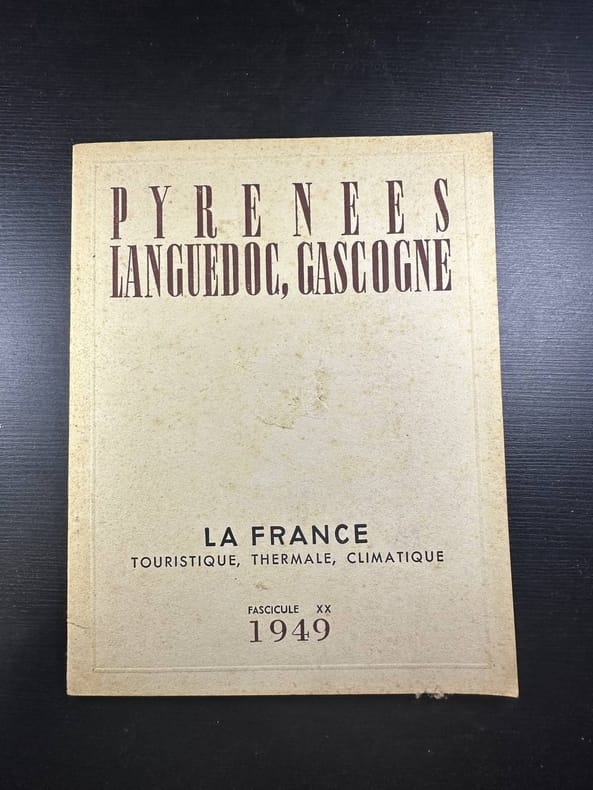 PYRENEES
LANGUEDOC, GASCOGNE
LA FRANCE
TOURISTIQUE, THERMALE, CLIMATIQUE
FASCICULE XX
1949